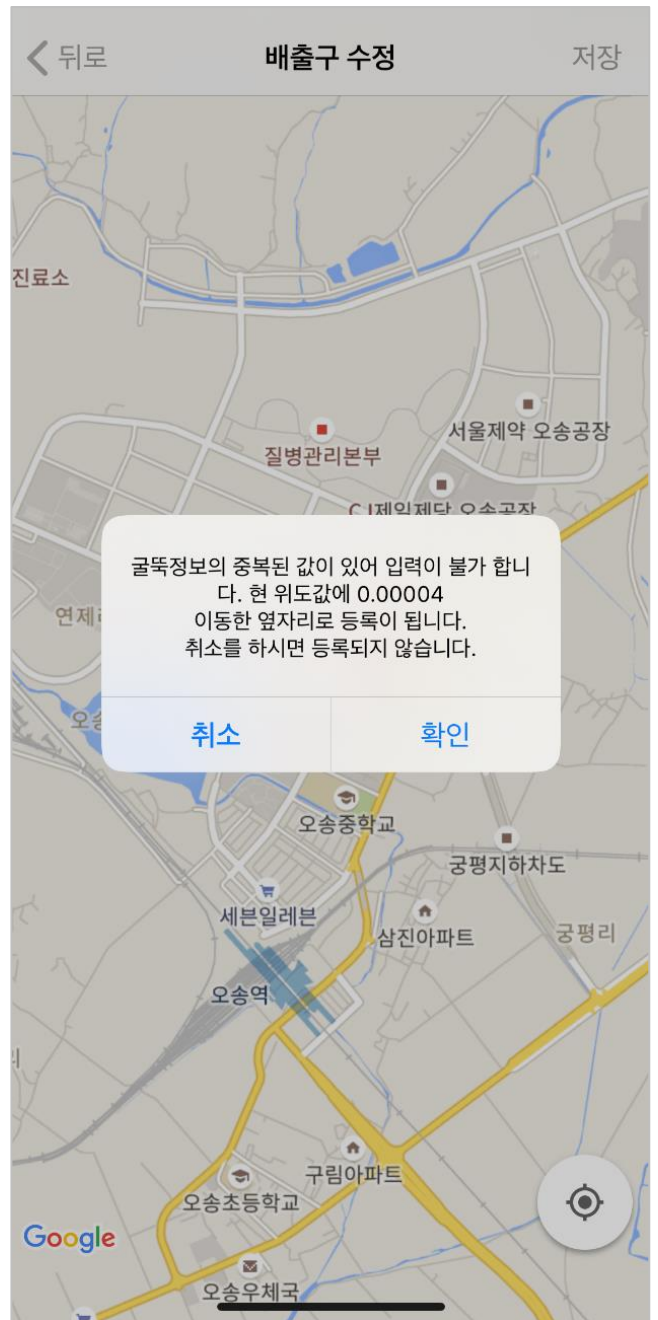 뒤로
배출구 수정
저장
진료소
서울제약 오송공장
질병관리본부
CJ제일제당 오송공장
굴뚝정보의 중복된 값이 있어 입력이 불가 합니
다. 현 위도값에 0.00004
이동한 옆자리로 등록이 됩니다.
취소를 하시면 등록되지 않습니다.
연제
오송
취소
확인
오송중학교
궁평지하차도
세븐일레븐
삼진아파트
궁평리
오송역
리
구림아파트
오송초등학교
Google
오송우체국